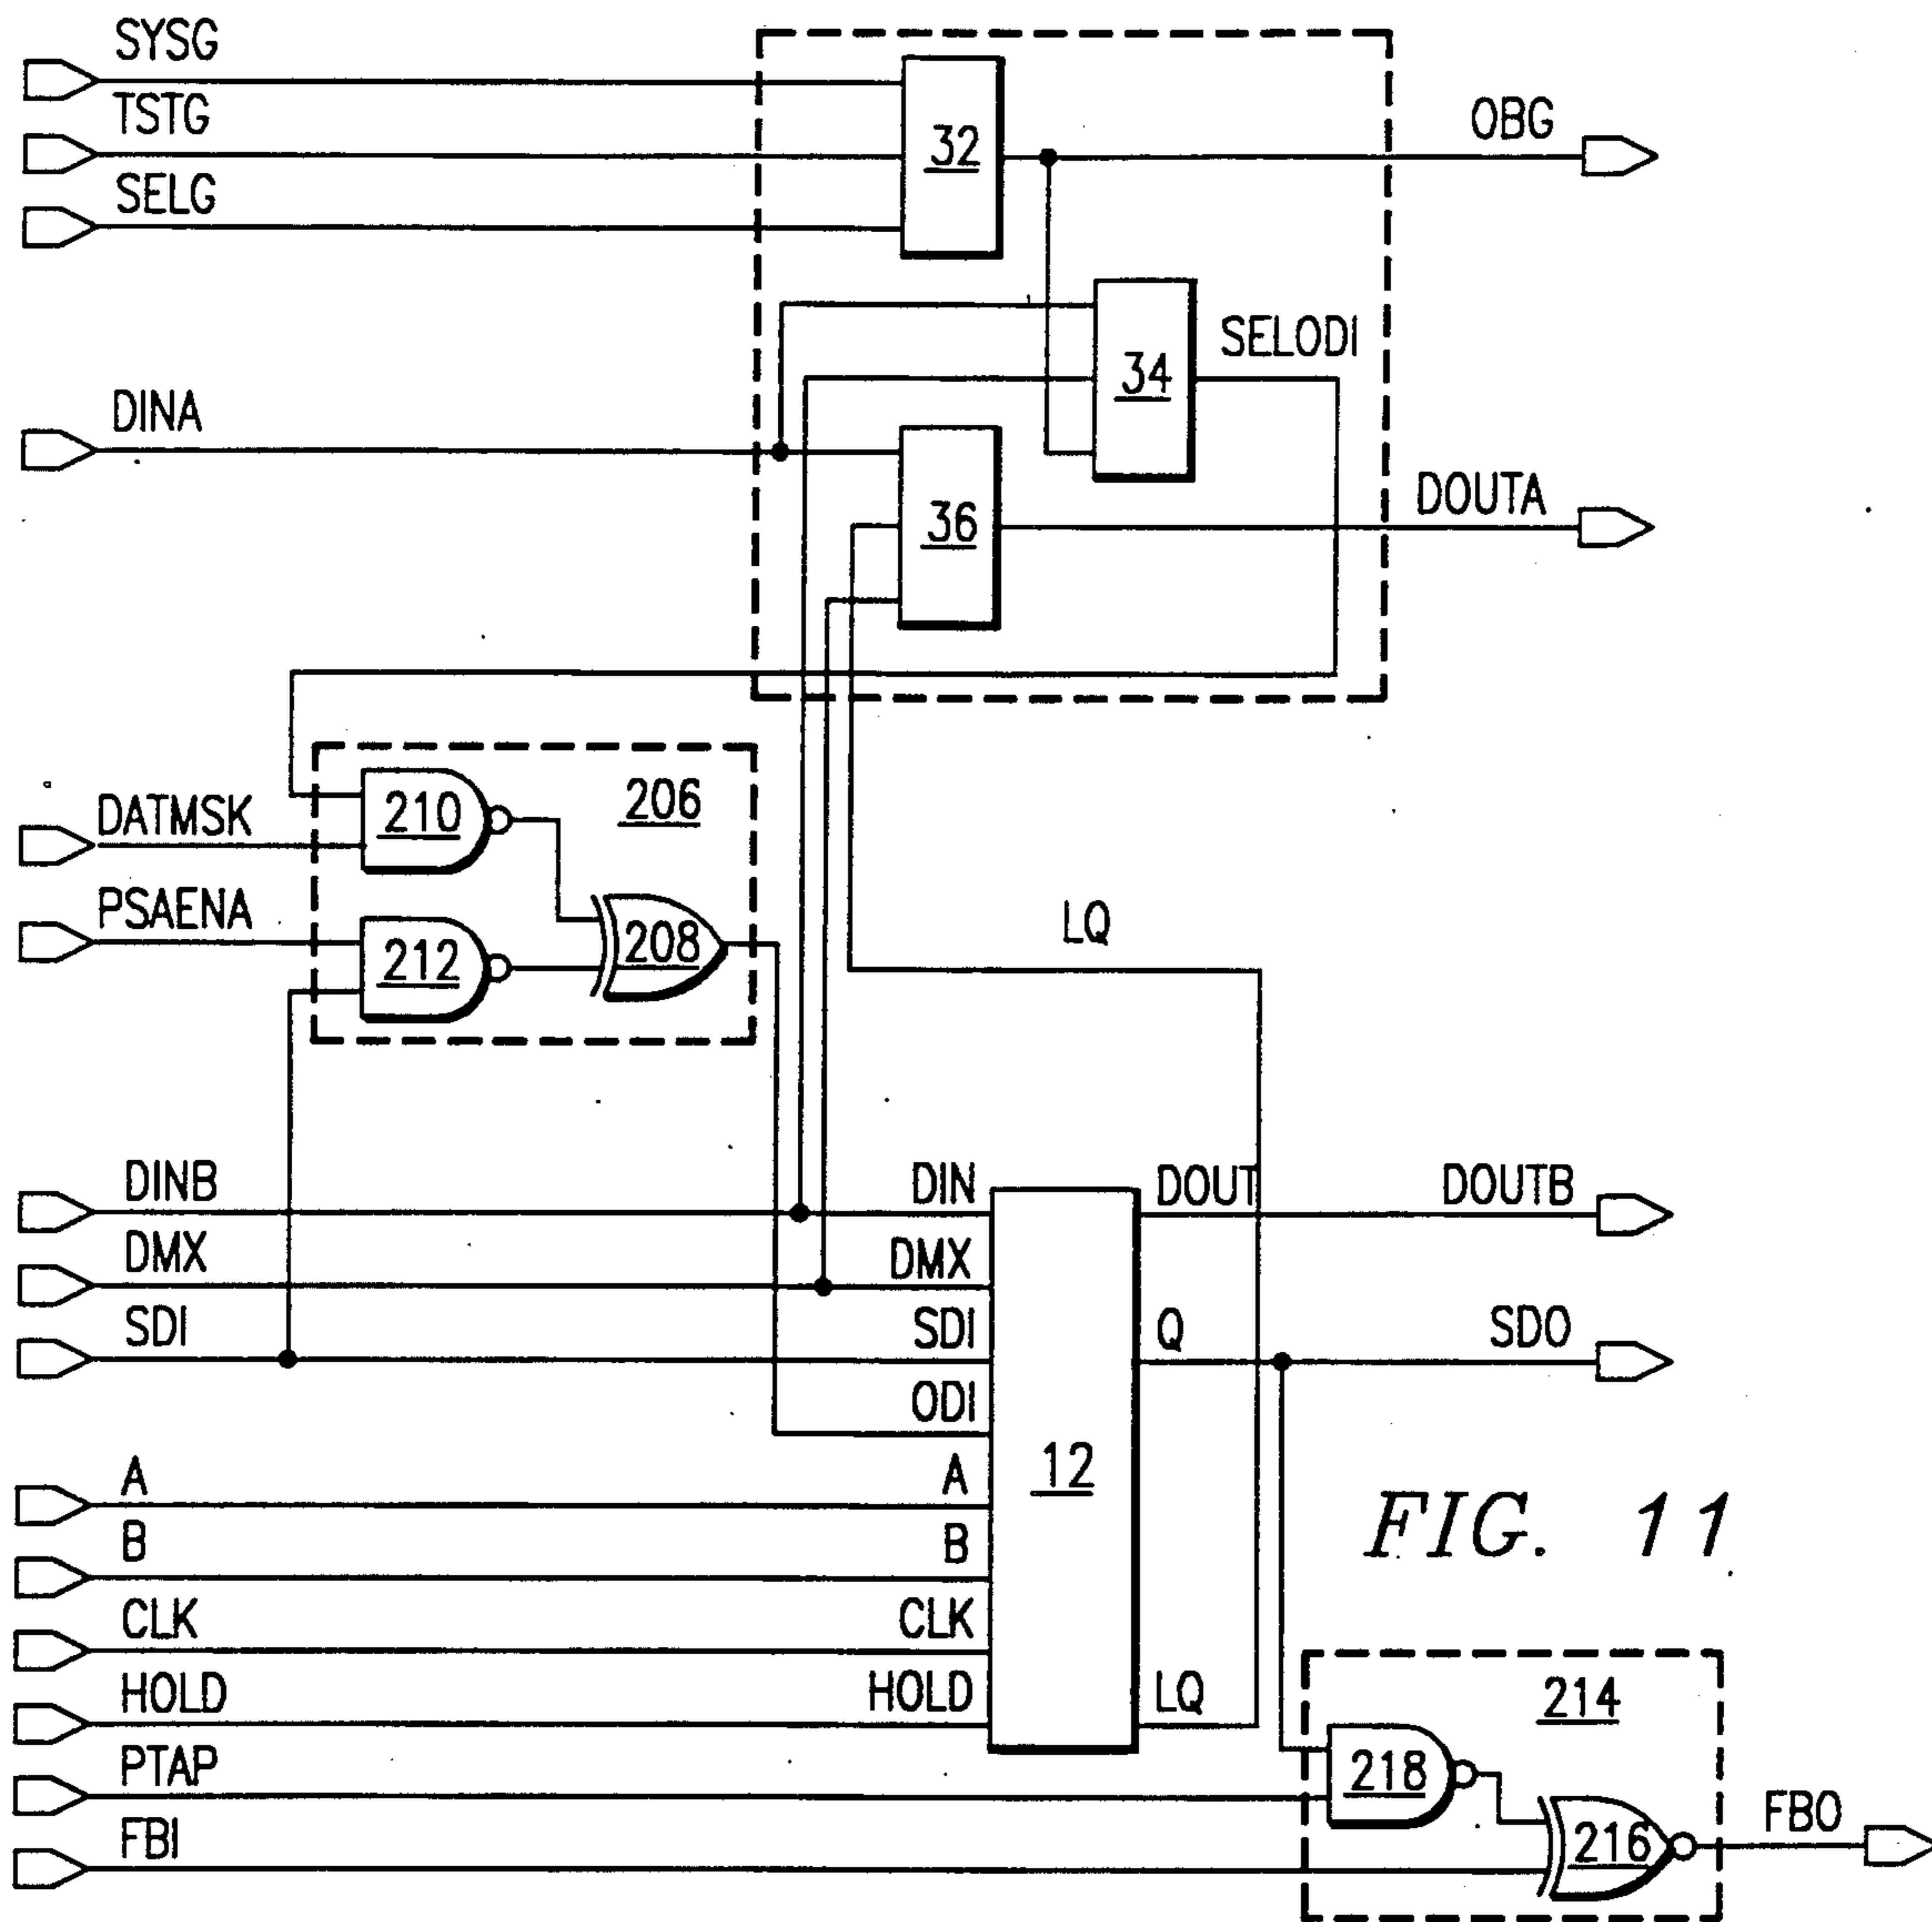 SYSG
TSTG
SELG
32
OBG
34
SELODI
DINA
36
DOUTA
DATMSK
210
206
PSAENA
212
208
LQ
DINB
DIN
DOUT
DOUTB
DMX
DMX
SDI
SDI
Q
SDO
ODI
A
A
12
B
B
CLK
CLK
HOLD
HOLD
LQ
PTAP
FBI
214
218
216
FBO
FIG. 11